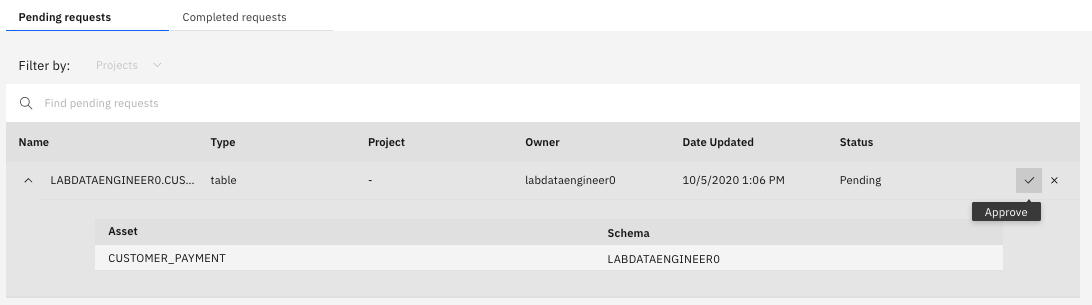 Pending requests Completed requests
Filter by: Projects
Find pending requests
Name Type Project Owner Date Updated Status
LABDATAENGINEER0.CUS... table - labdataengineer0 10/5/2020 1:06 PM Pending
Approve
Asset Schema
CUSTOMER_PAYMENT LABDATAENGINEER0